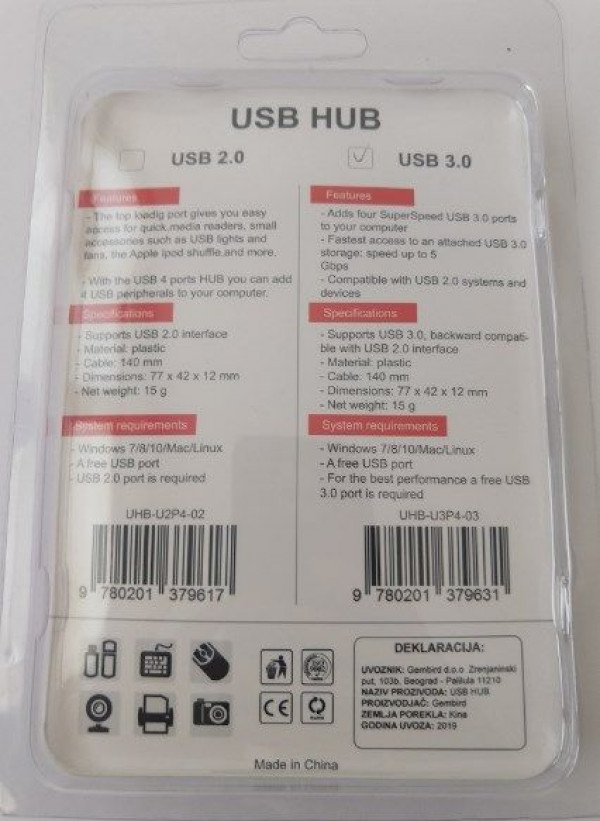 USB HUB
USB 2.0
Features
- The top loadig port gives you easy
access for quick,media readers, small
accessories such as USB lights and
fans, the Apple ipod shuffle,and more.
- With the USB 4 ports HUB you can add
4 USB peripherals to your computer.
Specifications
- Supports USB 2.0 interface
- Material: plastic
- Cable: 140 mm
- Dimensions: 77 x 42 x 12 mm
- Net weight: 15 g
System requirements
- Windows 7/8/10/Mac/Linux
- A free USB port
- USB 2.0 port is required
UHB-U2P4-02
9 780201 379617
USB 3.0
Features
- Adds four SuperSpeed USB 3.0 ports
to your computer
- Fastest access to an attached USB 3.0
storage: speed up to 5
Gbps
- Compatible with USB 2.0 systems and
devices
Specifications
- Supports USB 3.0, backward compati-
ble with USB 2.0 interface
- Material: plastic
- Cable: 140 mm
- Dimensions: 77 x 42 x 12 mm
- Net weight: 15 g
System requirements
- Windows 7/8/10/Mac/Linux
- A free USB port
- For the best performance a free USB
3.0 port is required
UHB-U3P4-03
9 780201 379631
CE
DEKLARACIJA:
UVOZNIK: Gembird d.o.o Zrenjaninski
put, 103b, Beograd - Palilula 11210
NAZIV PROIZVODA: USB HUB
PROIZVODJAČ: Gembird
ZEMLJA POREKLA: Kina
GODINA UVOZA: 2019
Made in China